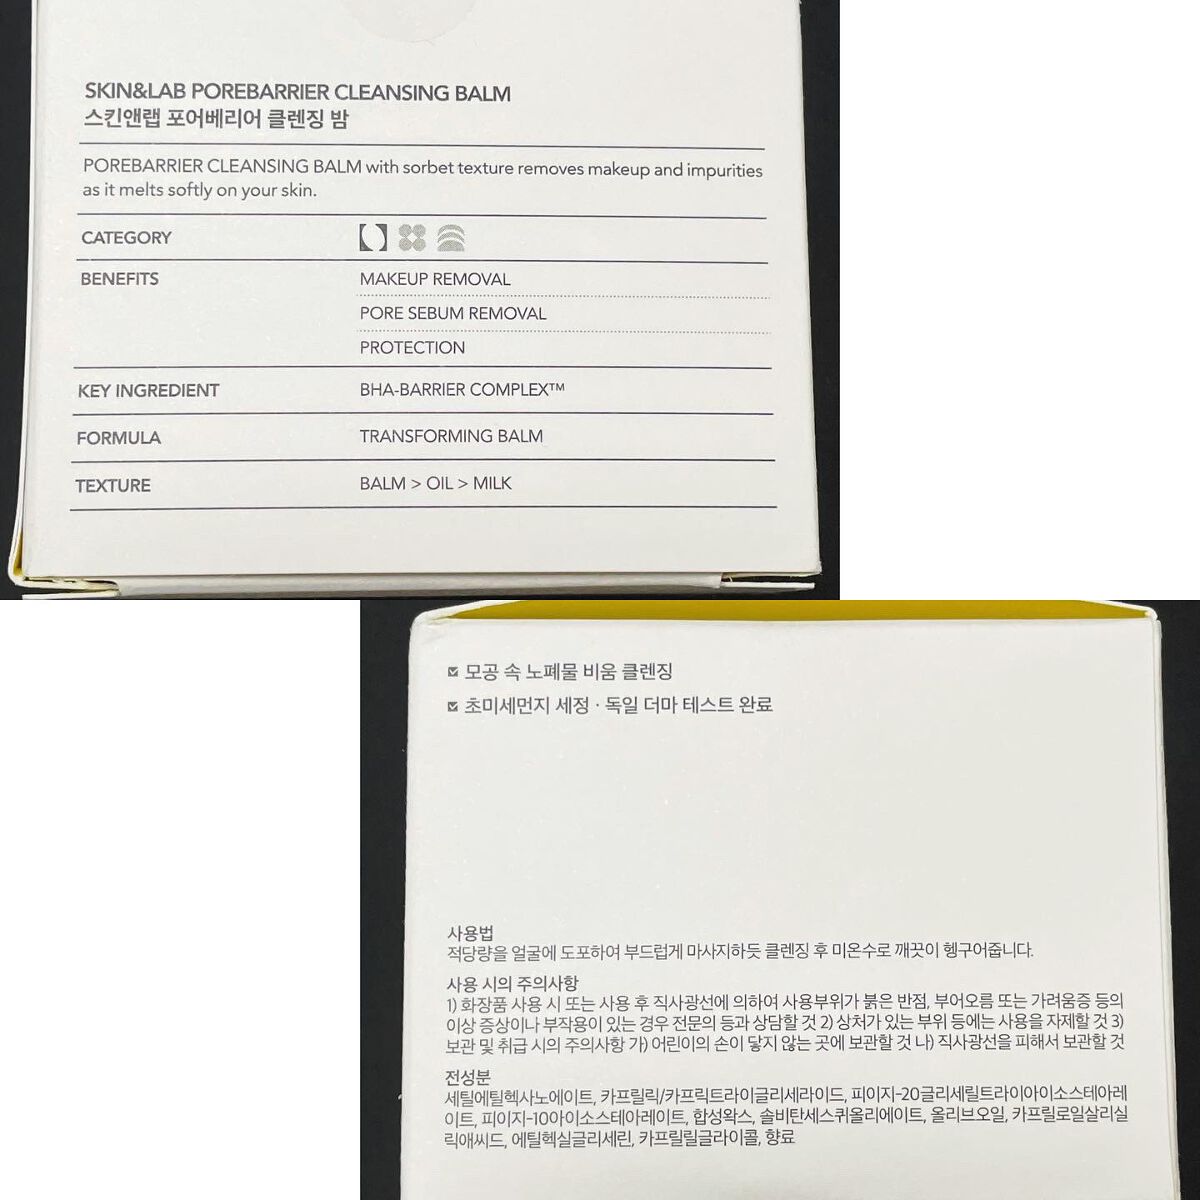 SKIN&LAB POREBARRIER CLEANSING BALM
스킨앤랩 포어베리어 클렌징 밤
POREBARRIER CLEANSING BALM with sorbet texture removes makeup and impurities
as it melts softly on your skin.
CATEGORY
BENEFITS MAKEUP REMOVAL
PORE SEBUM REMOVAL
PROTECTION
KEY INGREDIENT BHA-BARRIER COMPLEX™
FORMULA TRANSFORMING BALM
TEXTURE BALM > OIL > MILK
모공 속 노폐물 비움 클렌징
초미세먼지 세정 · 독일 더마 테스트 완료
사용법
적당량을 얼굴에 도포하여 부드럽게 마사지하듯 클렌징 후 미온수로 깨끗이 헹구어줍니다.
사용 시의 주의사항
1) 화장품 사용 시 또는 사용 후 직사광선에 의하여 사용부위가 붉은 반점, 부어오름 또는 가려움증 등의
이상 증상이나 부작용이 있는 경우 전문의 등과 상담할 것 2) 상처가 있는 부위 등에는 사용을 자제할 것 3)
보관 및 취급 시의 주의사항 가) 어린이의 손이 닿지 않는 곳에 보관할 것 나) 직사광선을 피해서 보관할 것
전성분
세틸에틸헥사노에이트, 카프릴릭/카프릭트라이글리세라이드, 피이지-20글리세릴트라이아이소스테아레
이트, 피이지-10아이소스테아레이트, 합성왁스, 솔비탄세스퀴올리에이트, 올리브오일, 카프릴로일살리실
릭애씨드, 에틸헥실글리세린, 카프릴릴글라이콜, 향료